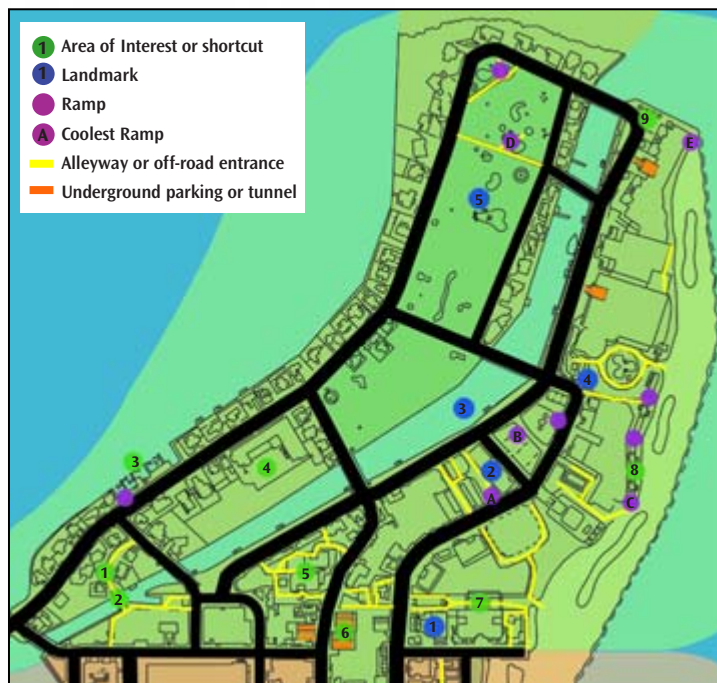 1 Area of Interest or shortcut
1 Landmark
Ramp
A Coolest Ramp
Alleyway or off-road entrance
Underground parking or tunnel
9
D
E
5
4
3
B
3
4
2
8
A
C
1
5
2
7
6
1